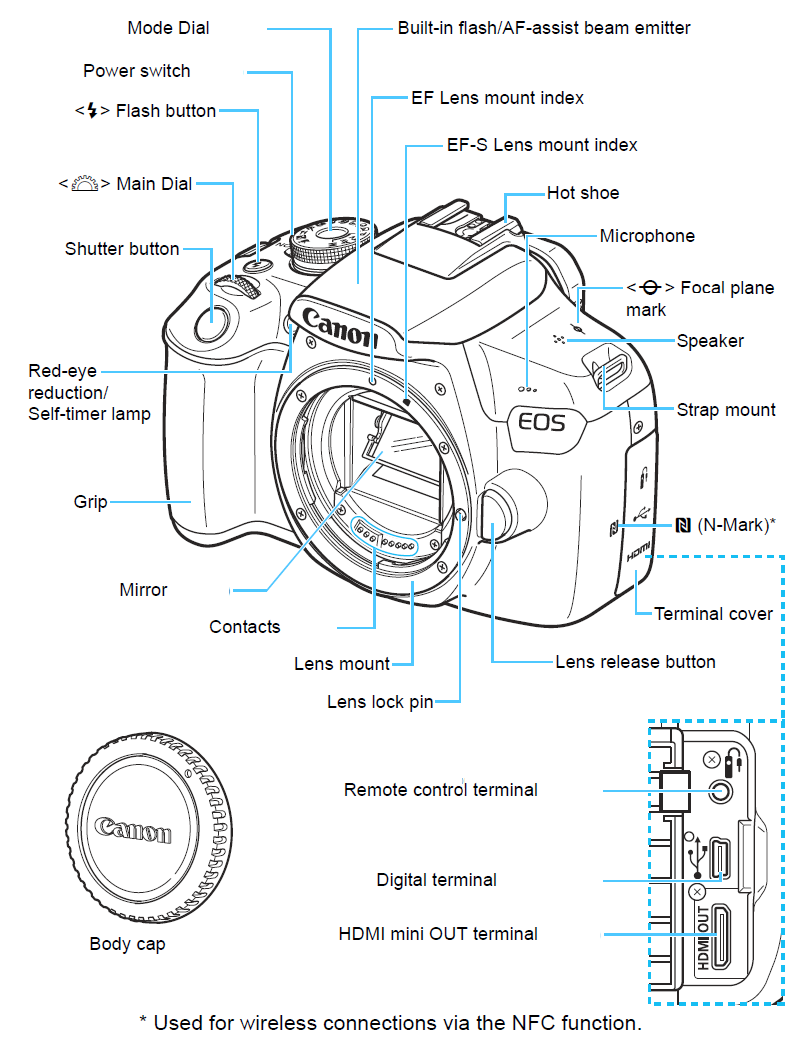 Mode Dial
Built-in flash/AF-assist beam emitter
Power switch
EF Lens mount index
< > Flash button
EF-S Lens mount index
< > Main Dial
Hot shoe
Microphone
Shutter button
< > Focal plane
mark
Speaker
Canon
Red-eye
reduction/
Self-timer lamp
Strap mount
EOS
Grip
(N-Mark)*
HDMI
Mirror
Terminal cover
Contacts
Lens mount
Lens release button
Lens lock pin
Remote control terminal
Canon
Digital terminal
HDMI mini OUT terminal
HDMI OUT
Body cap
* Used for wireless connections via the NFC function.